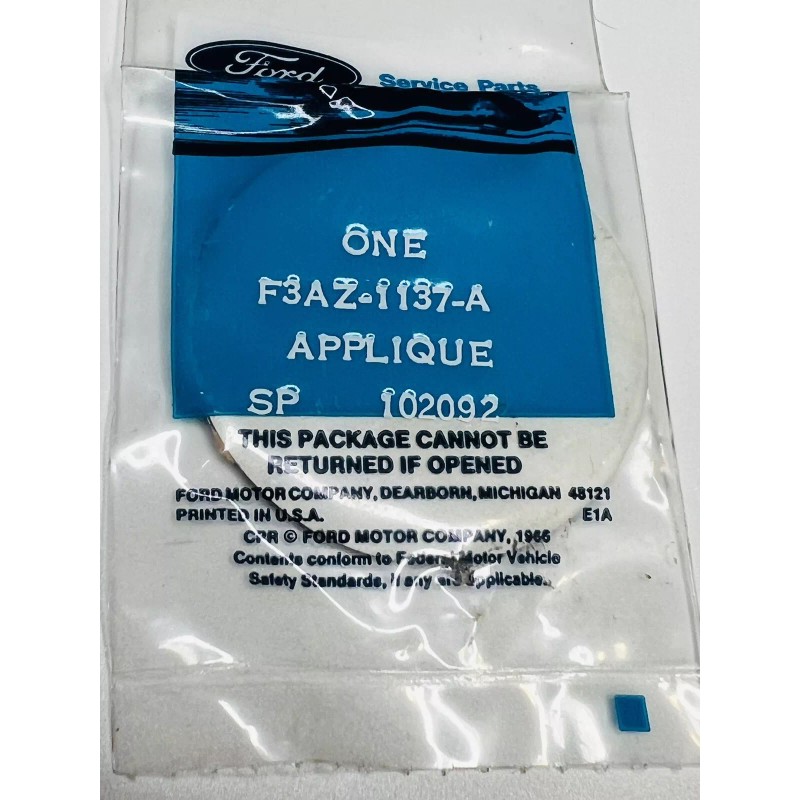 Ford
Service Parts
ONE
F3AZ-1137-A
APPLIQUE
SP 102092
THIS PACKAGE CANNOT BE
RETURNED IF OPENED
FORD MOTOR COMPANY, DEARBORN, MICHIGAN 48121
PRINTED IN U.S.A. E1A
CPR © FORD MOTOR COMPANY, 1966
Contents conform to Federal Motor Vehicle
Safety Standards, if any are applicable.